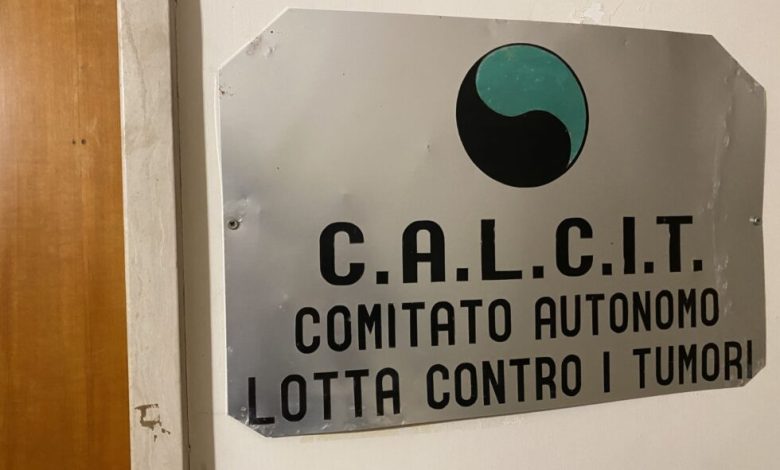 C.A.L.C.I.T.
COMITATO AUTONOMO
LOTTA CONTRO I TUMORI